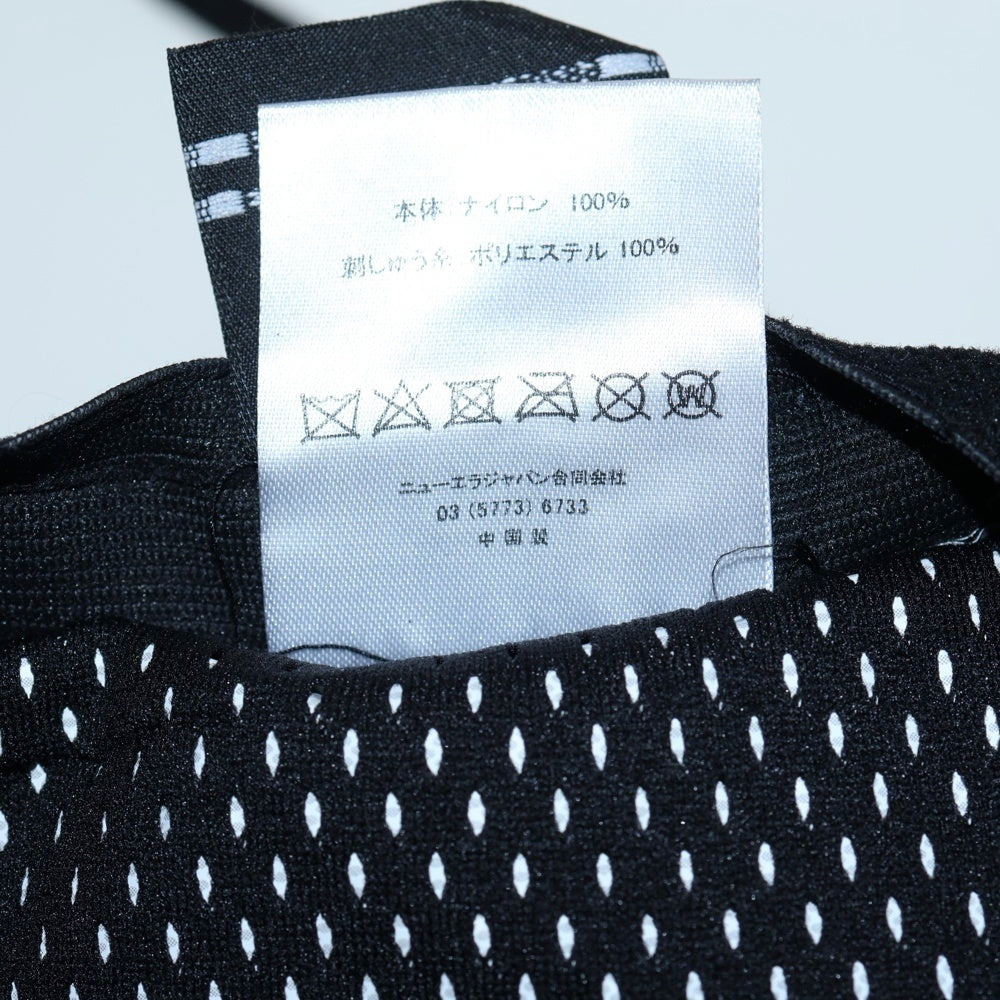 本体 ナイロン 100%
刺しゅう糸 ポリエステル 100%
ニューエラジャパン合同会社
03 (5773) 6733
中国製